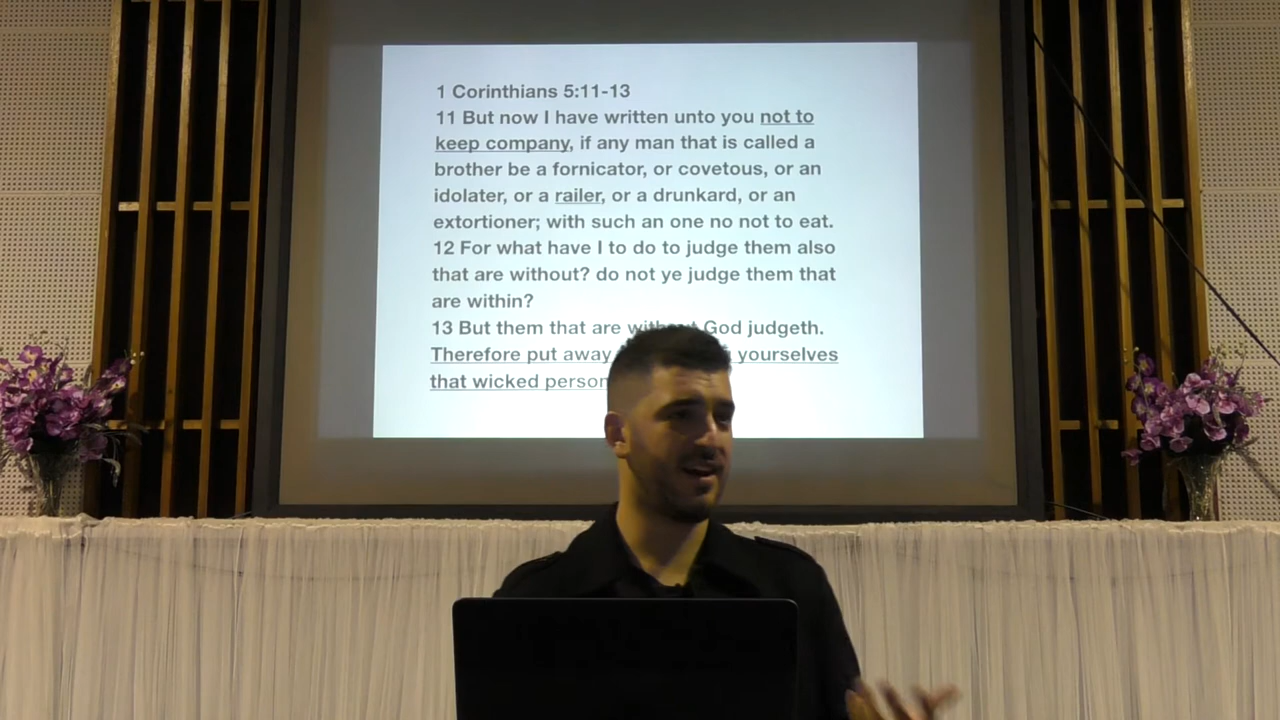 1 Corinthians 5:11-13
11 But now I have written unto you not to
keep company, if any man that is called a
brother be a fornicator, or covetous, or an
idolater, or a railer, or a drunkard, or an
extortioner; with such an one no not to eat.
12 For what have I to do to judge them also
that are without? do not ye judge them that
are within?
13 But them that are without God judgeth.
Therefore put away yourselves
that wicked person